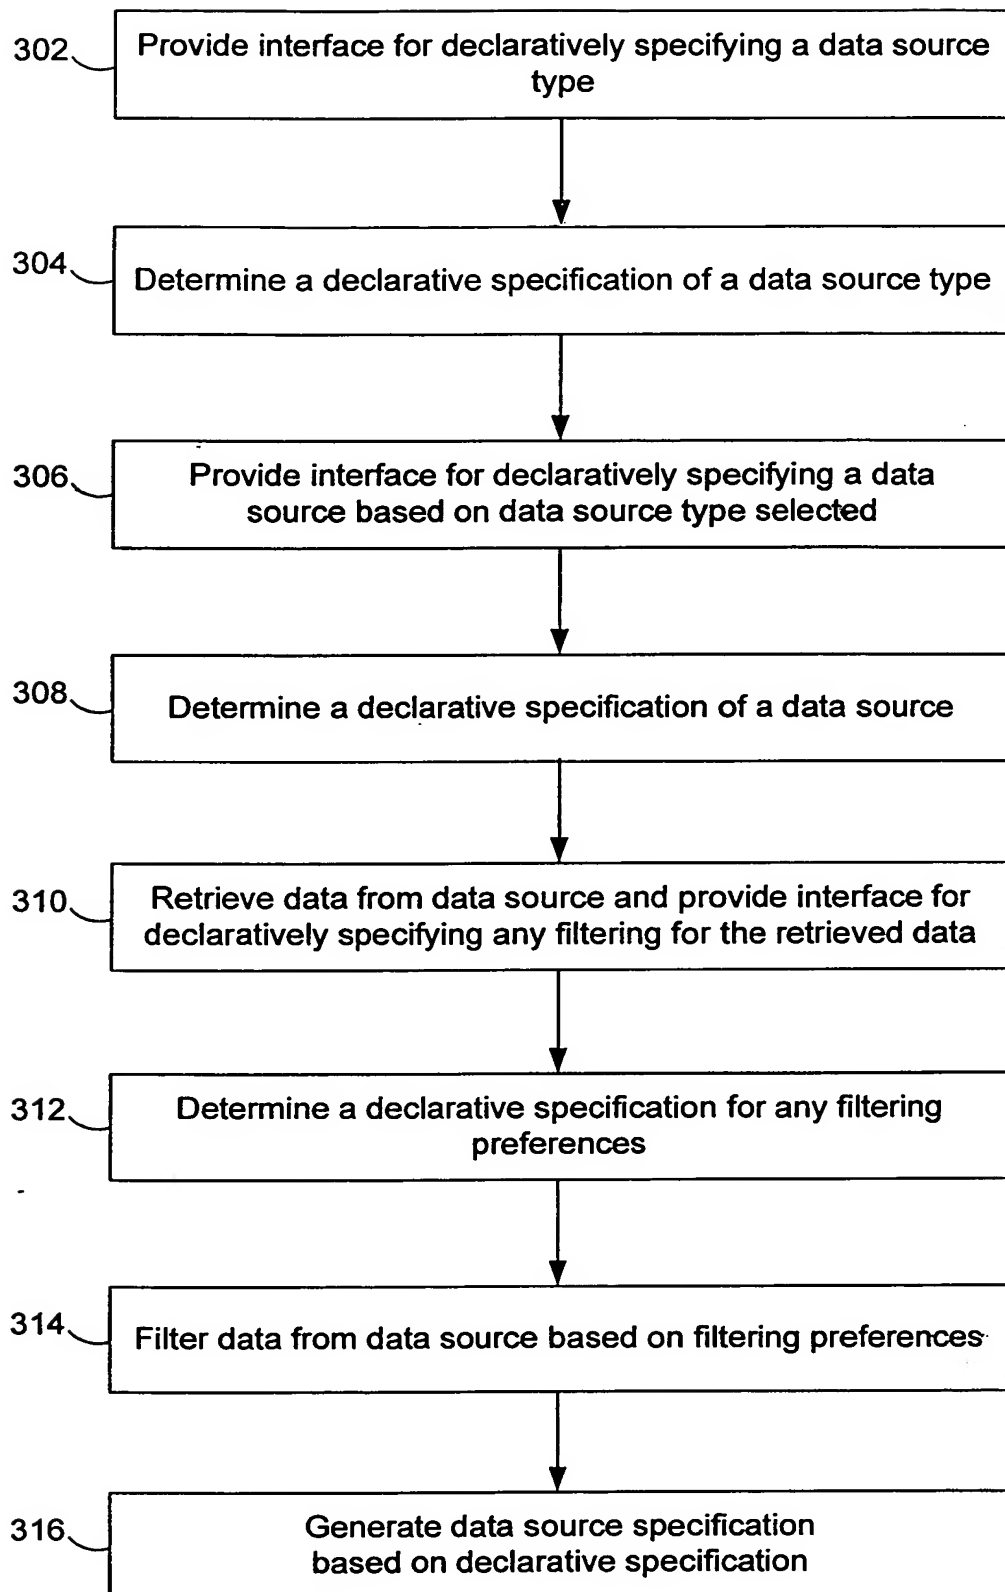 302
Provide interface for declaratively specifying a data source
type
304
Determine a declarative specification of a data source type
306
Provide interface for declaratively specifying a data
source based on data source type selected
308
Determine a declarative specification of a data source
310
Retrieve data from data source and provide interface for
declaratively specifying any filtering for the retrieved data
312
Determine a declarative specification for any filtering
preferences
314
Filter data from data source based on filtering preferences
316
Generate data source specification
based on declarative specification